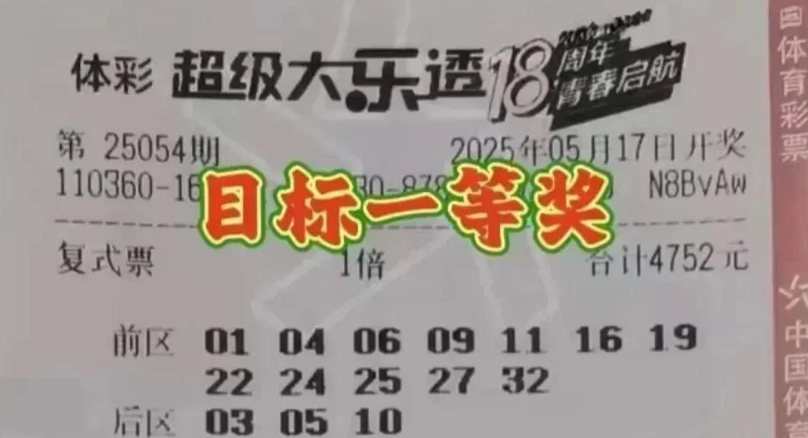 体彩 超级大乐透 18周年 青春启航
第 25054期 2025年05月17日开奖
110360-16 30-878 N8BvAw
目标一等奖
复式票 1倍 合计4752元
前区 01 04 06 09 11 16 19
22 24 25 27 32
后区 03 05 10
体育彩票
中国体育